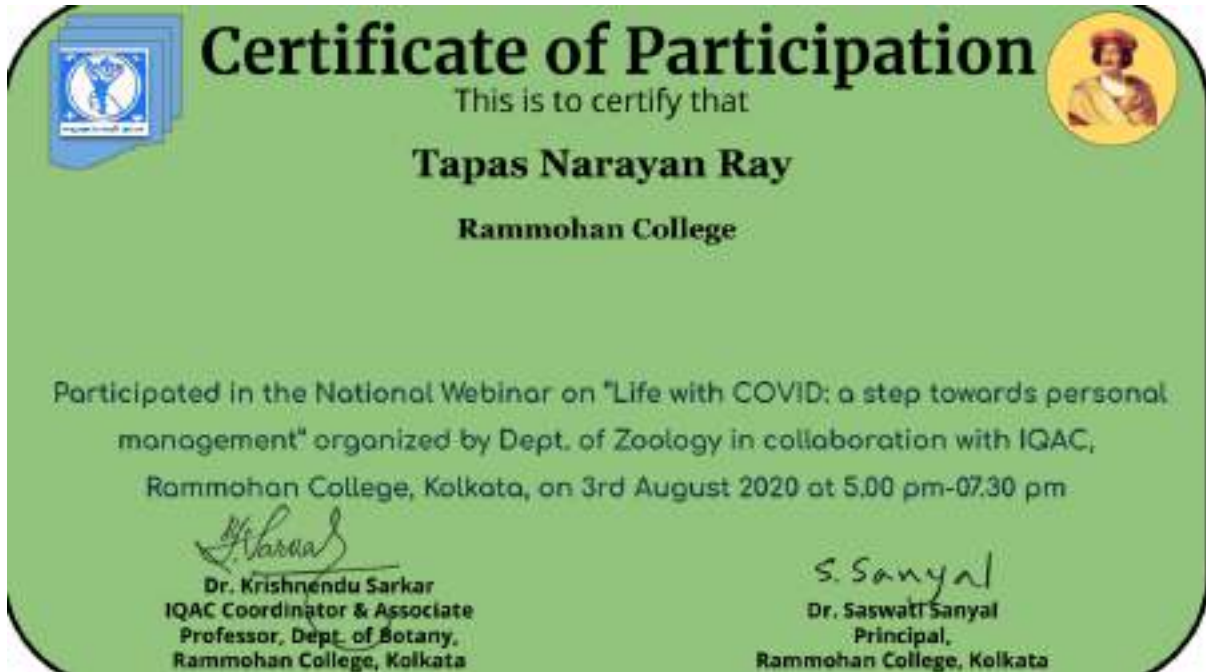 Certificate of Participation
This is to certify that
Tapas Narayan Ray
Rammohan College
Participated in the National Webinar on "Life with COVID: a step towards personal
management" organized by Dept. of Zoology in collaboration with IQAC,
Rammohan College, Kolkata, on 3rd August 2020 at 5.00 pm-07.30 pm
Dr. Krishnendu Sarkar
IQAC Coordinator & Associate
Professor, Dept. of Botany,
Rammohan College, Kolkata
S. Sanyal
Dr. Saswati Sanyal
Principal,
Rammohan College, Kolkata